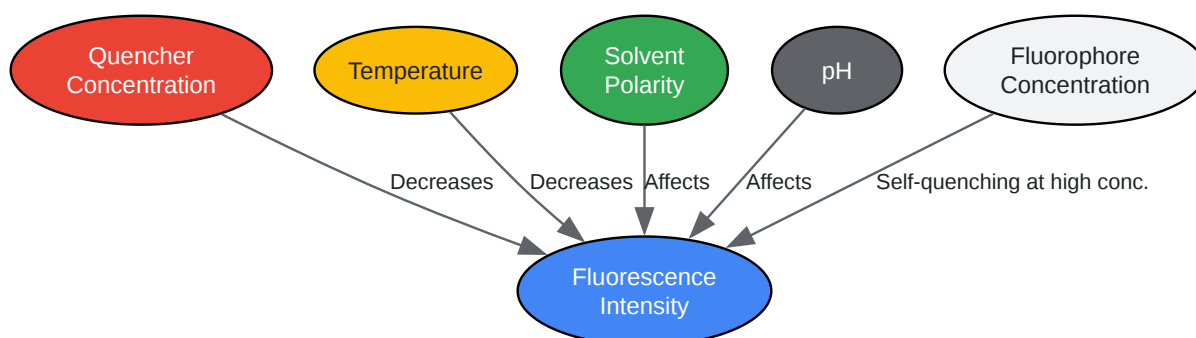 Quencher
Concentration
Temperature
Solvent
Polarity
pH
Fluorophore
Concentration
Decreases
Decreases
Affects
Affects
Self-quenching at high conc.
Fluorescence
Intensity